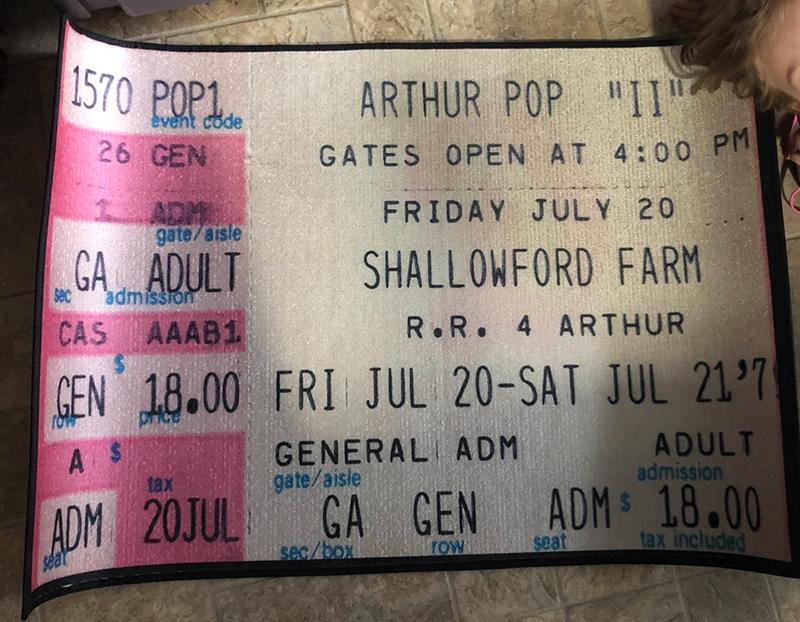 1570 POP1
event code
26 GEN
1 ADM
gate/aisle
GA ADULT
sec admission
CAS AAAB1
$
GEN 18.00
row price
A $
tax
ADM 20JUL
seat
ARTHUR POP "II"
GATES OPEN AT 4:00 PM
FRIDAY JULY 20
SHALLOWFORD FARM
R.R. 4 ARTHUR
FRI JUL 20-SAT JUL 21'7
GENERAL ADM ADULT
gate/aisle admission
GA GEN ADM $ 18.00
sec/box row seat tax included